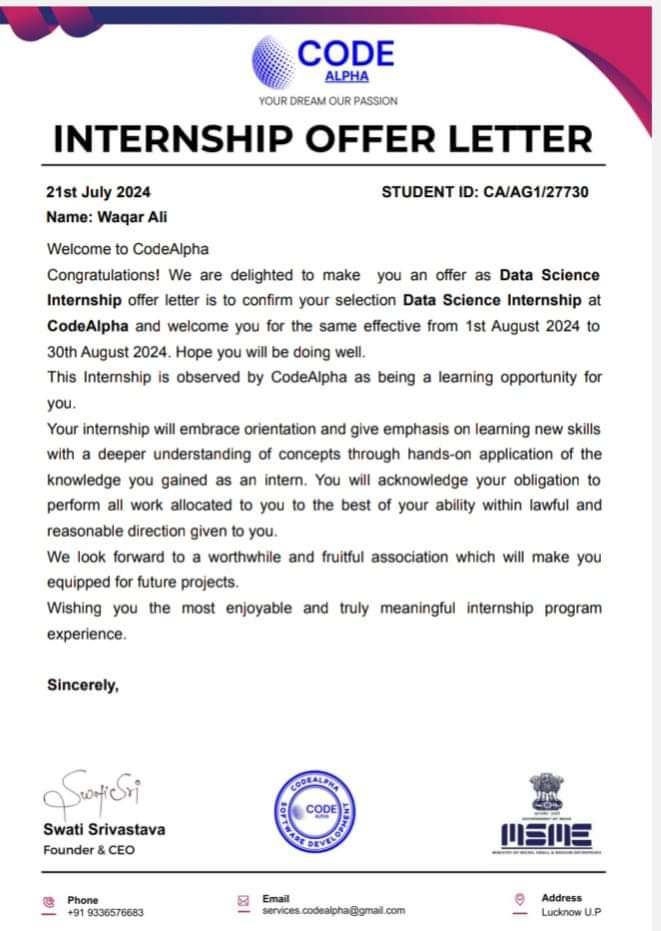 CODE
ALPHA
YOUR DREAM OUR PASSION
INTERNSHIP OFFER LETTER
21st July 2024 STUDENT ID: CA/AG1/27730
Name: Waqar Ali
Welcome to CodeAlpha
Congratulations! We are delighted to make you an offer as Data Science
Internship offer letter is to confirm your selection Data Science Internship at
CodeAlpha and welcome you for the same effective from 1st August 2024 to
30th August 2024. Hope you will be doing well.
This Internship is observed by CodeAlpha as being a learning opportunity for
you.
Your internship will embrace orientation and give emphasis on learning new skills
with a deeper understanding of concepts through hands-on application of the
knowledge you gained as an intern. You will acknowledge your obligation to
perform all work allocated to you to the best of your ability within lawful and
reasonable direction given to you.
We look forward to a worthwhile and fruitful association which will make you
equipped for future projects.
Wishing you the most enjoyable and truly meaningful internship program
experience.
Sincerely,
Swati Srivastava
Founder & CEO
CODEALPHA
CODE
ALPHA
SOFTWARE DEVELOPMENT
GOVERNMENT OF INDIA
MSME
MINISTRY OF MICRO, SMALL & MEDIUM ENTERPRISES
Phone
+91 9336576683
Email
services.codealpha@gmail.com
Address
Lucknow U.P